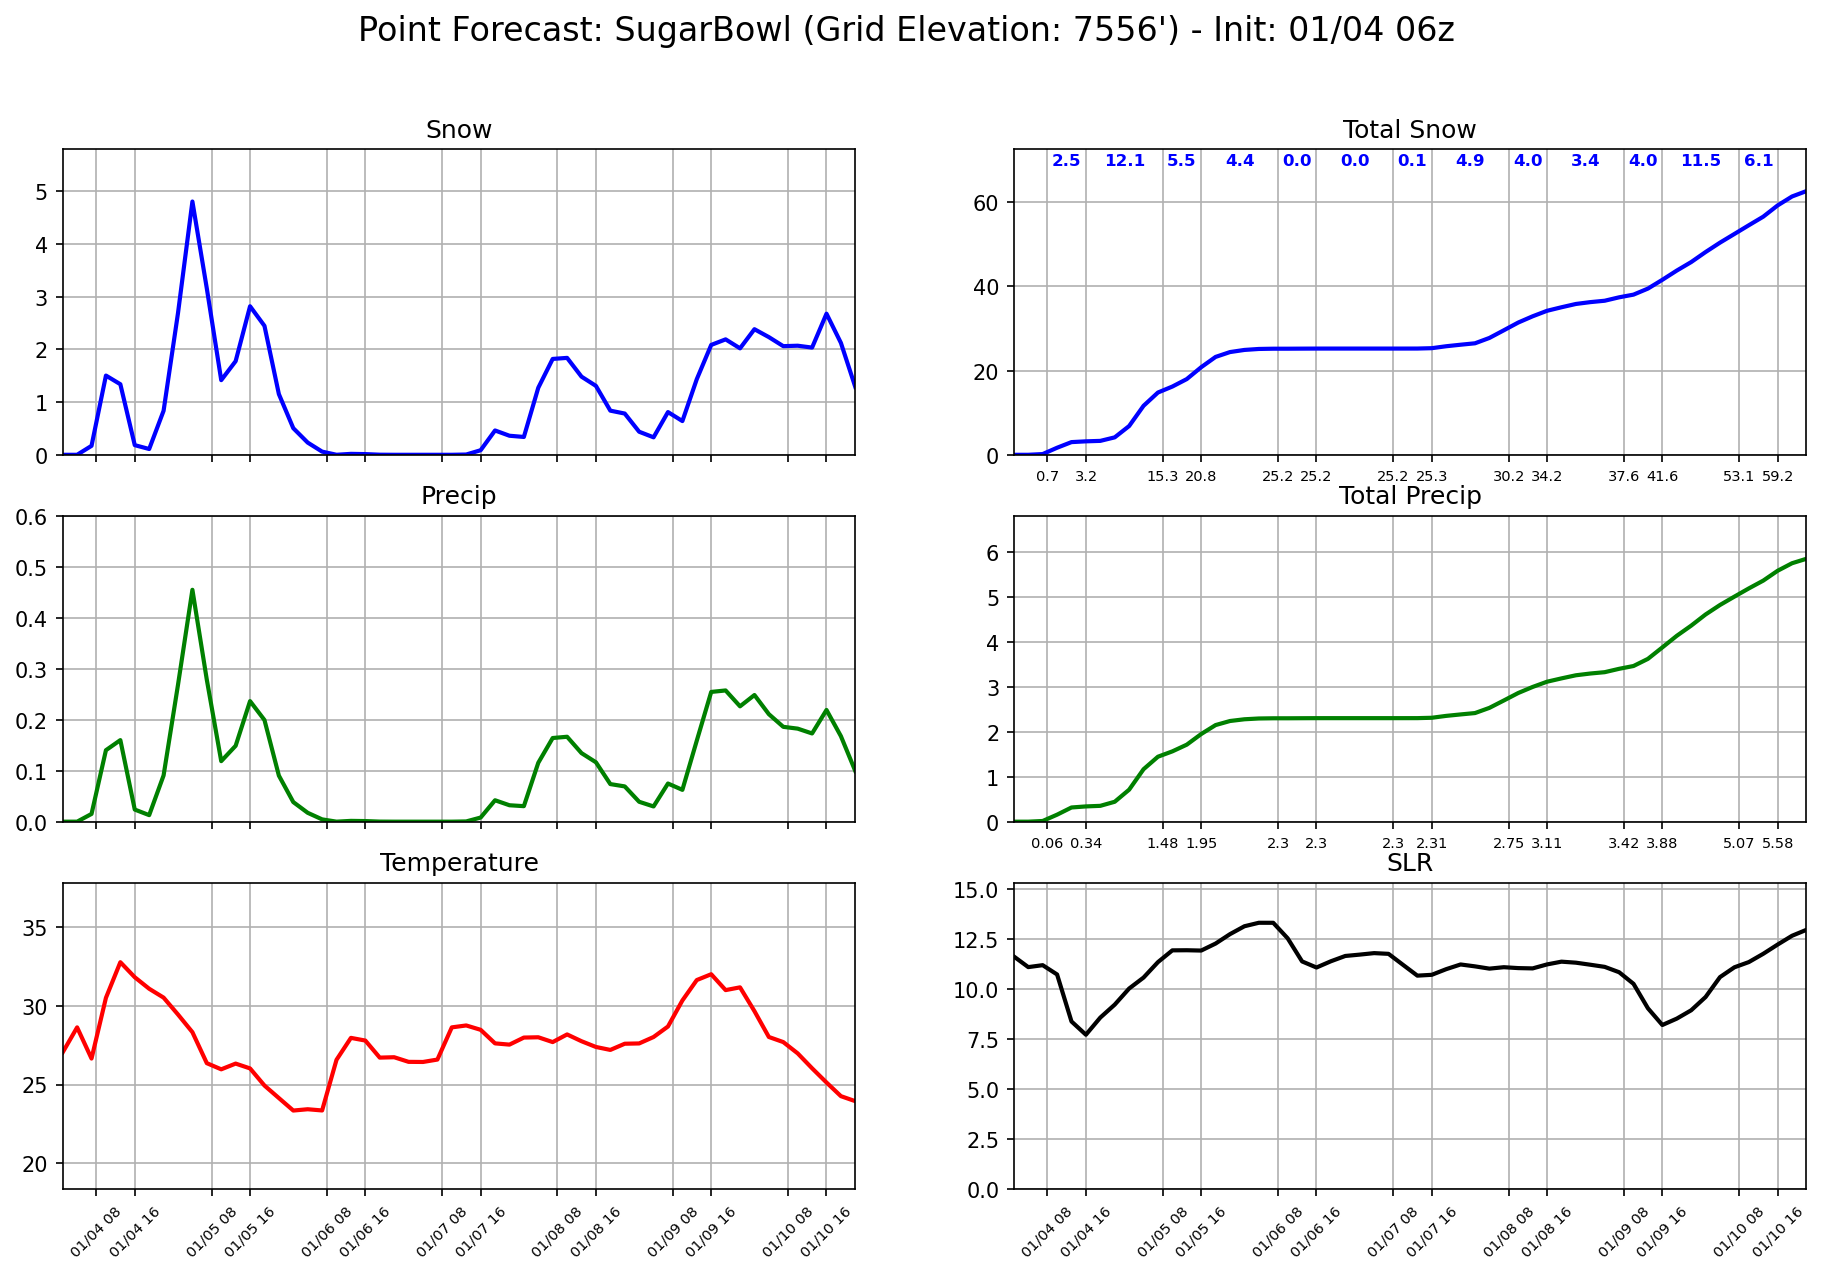 Point Forecast: SugarBowl (Grid Elevation: 7556') - Init: 01/04 06z
Snow
5
4
3
2
1
0
Total Snow
2.5 12.1 5.5 4.4 0.0 0.0 0.1 4.9 4.0 3.4 4.0 11.5 6.1
60
40
20
0
0.7 3.2 15.3 20.8 25.2 25.2 25.2 25.3 30.2 34.2 37.6 41.6 53.1 59.2
Precip
0.6
0.5
0.4
0.3
0.2
0.1
0.0
Total Precip
6
5
4
3
2
1
0
0.06 0.34 1.48 1.95 2.3 2.3 2.3 2.31 2.75 3.11 3.42 3.88 5.07 5.58
Temperature
35
30
25
20
01/04 08 01/04 16 01/05 08 01/05 16 01/06 08 01/06 16 01/07 08 01/07 16 01/08 08 01/08 16 01/09 08 01/09 16 01/10 08 01/10 16
SLR
15.0
12.5
10.0
7.5
5.0
2.5
0.0
01/04 08 01/04 16 01/05 08 01/05 16 01/06 08 01/06 16 01/07 08 01/07 16 01/08 08 01/08 16 01/09 08 01/09 16 01/10 08 01/10 16